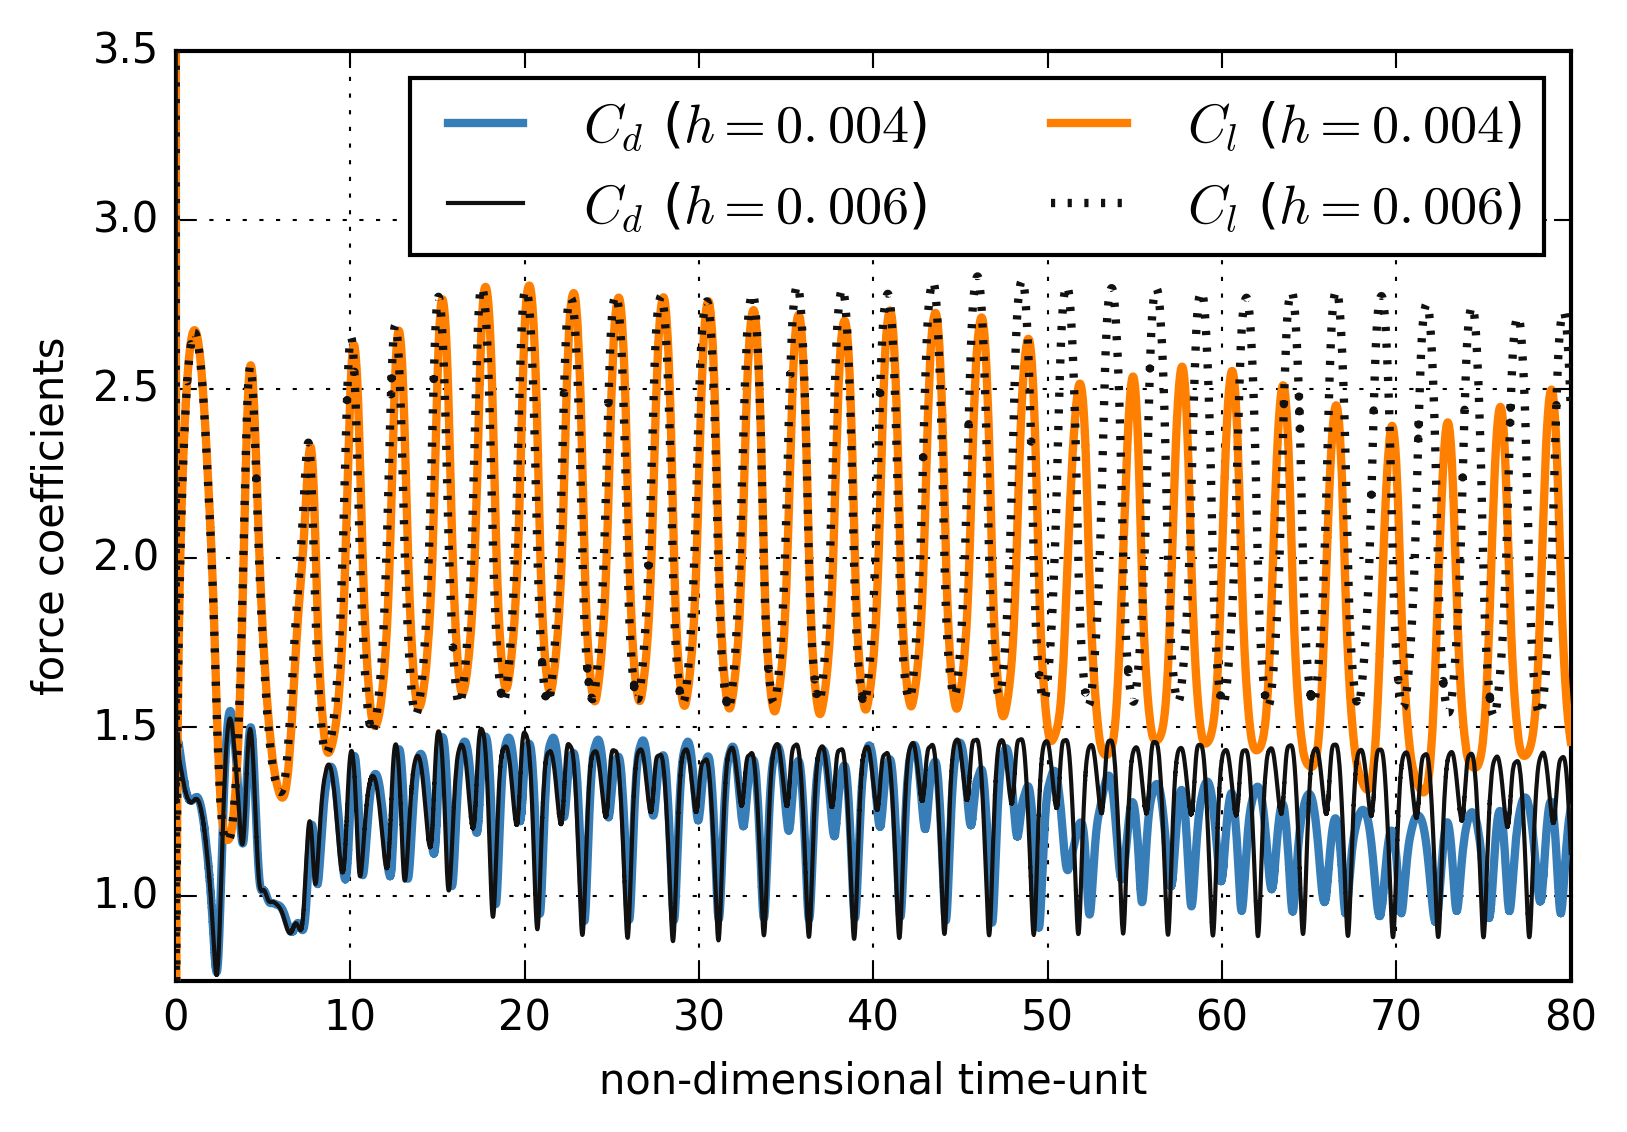 3.5
3.0
2.5
2.0
1.5
1.0
force coefficients
C_d (h = 0.004) C_l (h = 0.004)
C_d (h = 0.006) C_l (h = 0.006)
0 10 20 30 40 50 60 70 80
non-dimensional time-unit